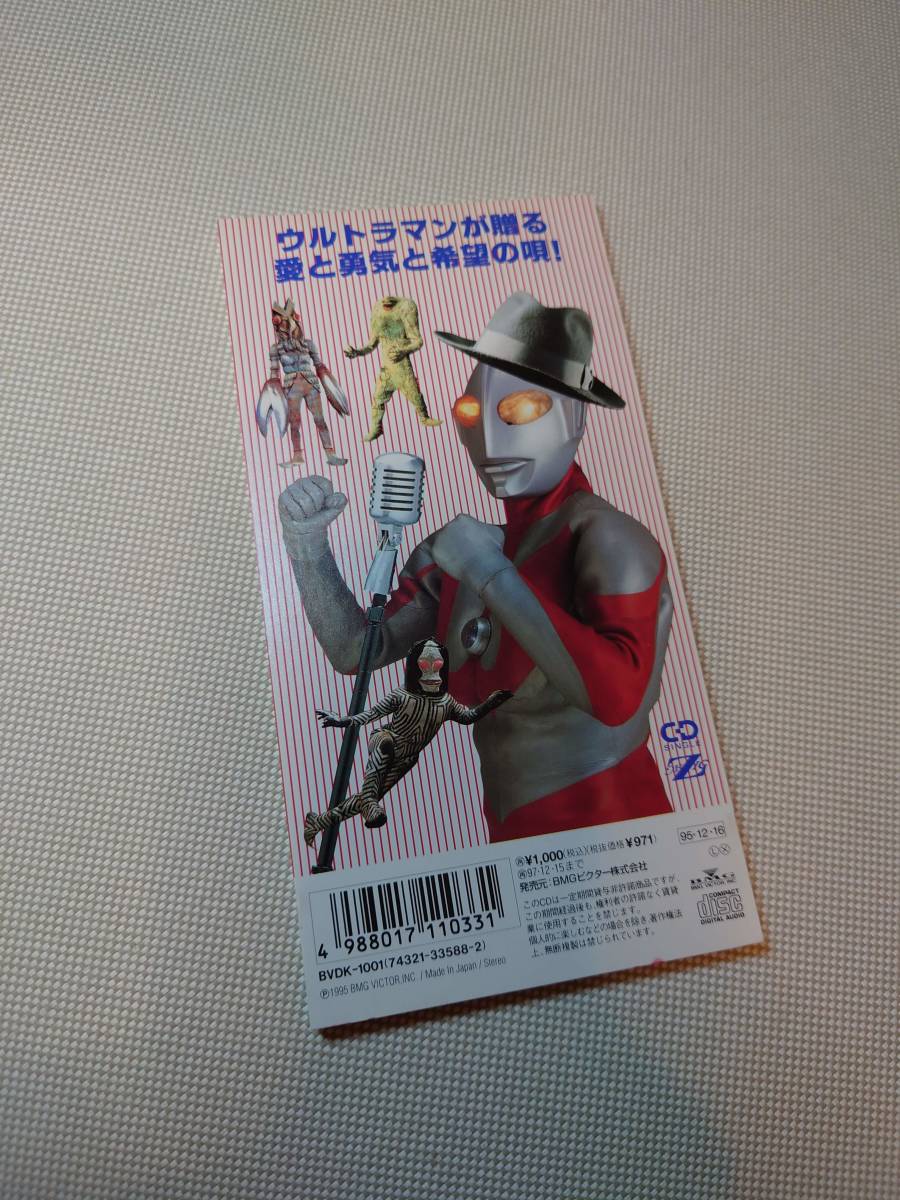 ウルトラマンが贈る
愛と勇気と希望の唄!
CD
SINGLE
95・12・16
㊢¥1,000(税込)(税抜価格¥971)
㊢97・12・15まで
発売元:BMGビクター株式会社
このCDは一定期間貸与非許諾商品ですが、
この期間経過後も、権利者の許諾なく賃貸
業に使用することを禁じます。
個人的に楽しむなどの場合を除き、著作権法
上、無断複製は禁じられています。
Ⓛ Ⓧ
BMG
BMG VICTOR, INC.
COMPACT
disc
DIGITAL AUDIO
4 988017 110331
BVDK-1001(74321-33588-2)
Ⓟ1995 BMG VICTOR,INC / Made In Japan / Stereo